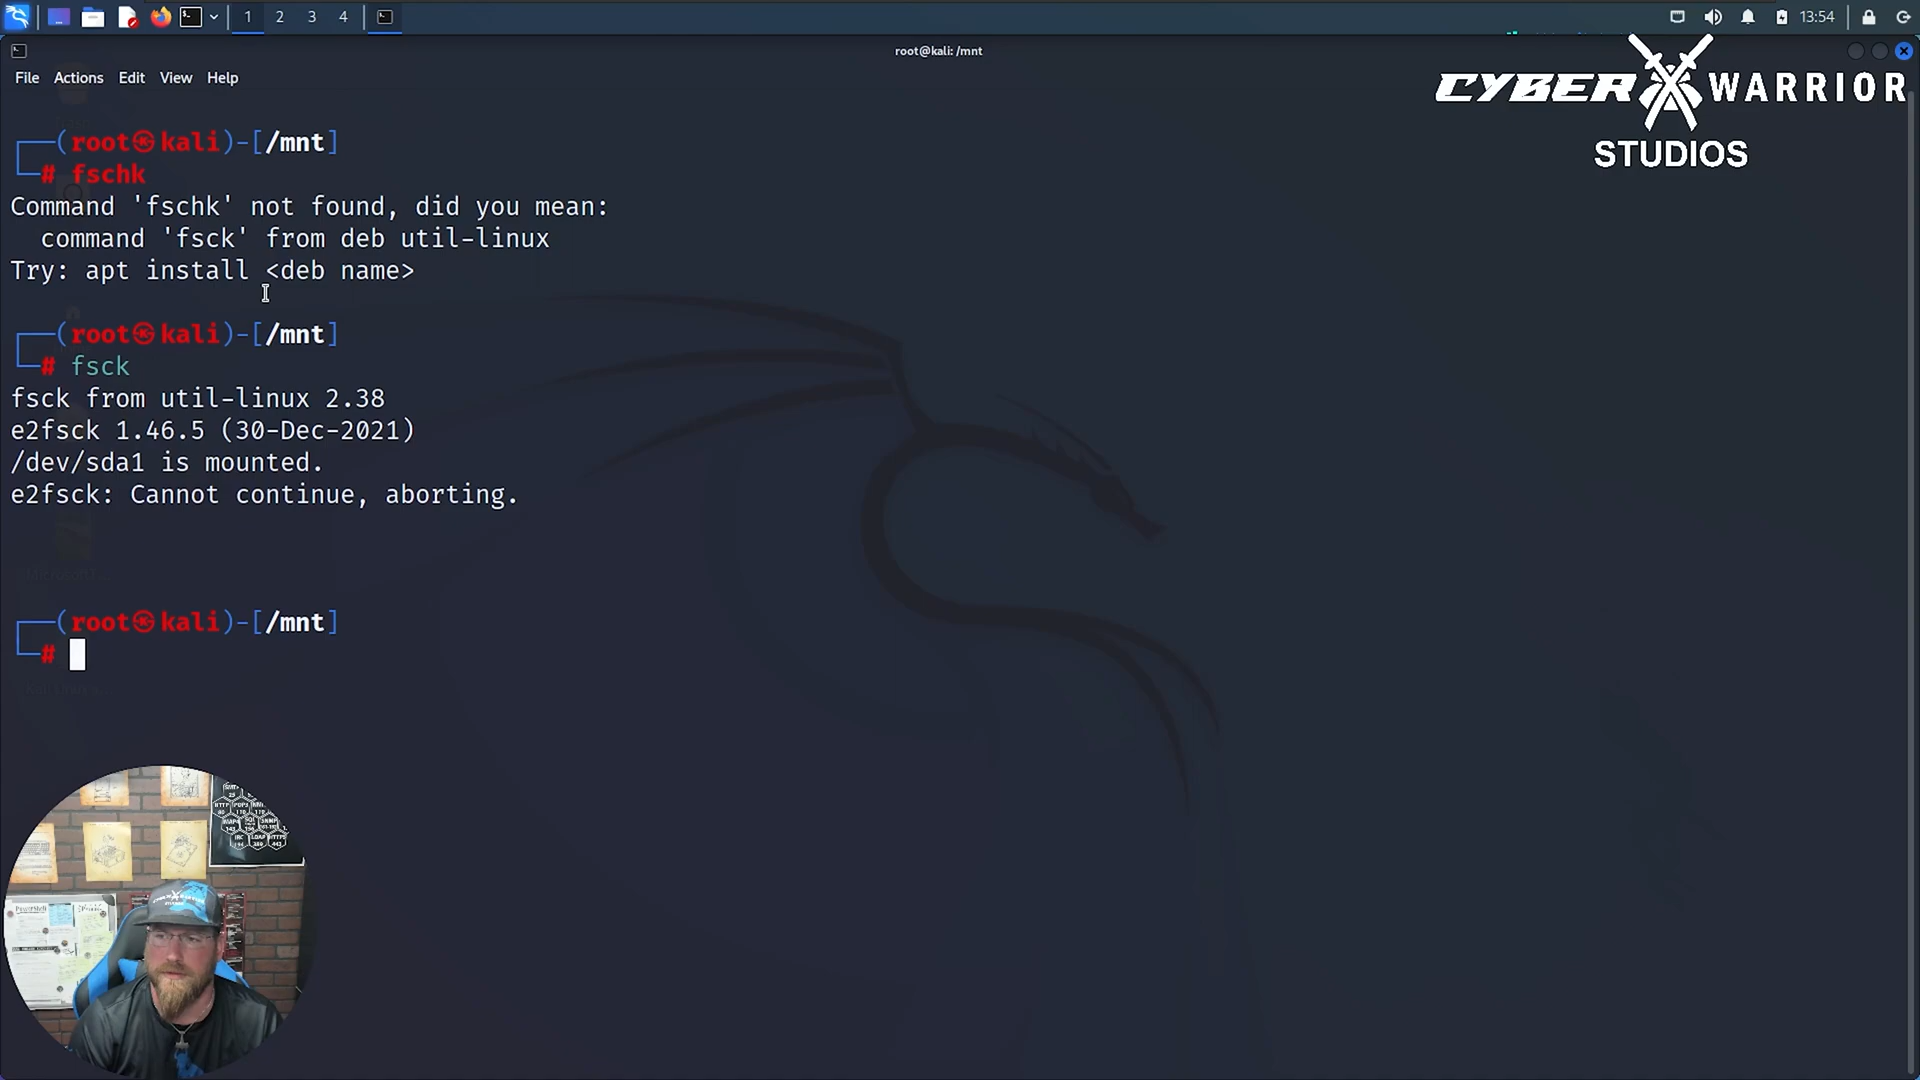 1 2 3 4
13:54
root@kali: /mnt
File Actions Edit View Help
CYBER WARRIOR
STUDIOS
(root㉿kali)-[/mnt]
# fschk
Command 'fschk' not found, did you mean:
command 'fsck' from deb util-linux
Try: apt install <deb name>
(root㉿kali)-[/mnt]
# fsck
fsck from util-linux 2.38
e2fsck 1.46.5 (30-Dec-2021)
/dev/sda1 is mounted.
e2fsck: Cannot continue, aborting.
(root㉿kali)-[/mnt]
#